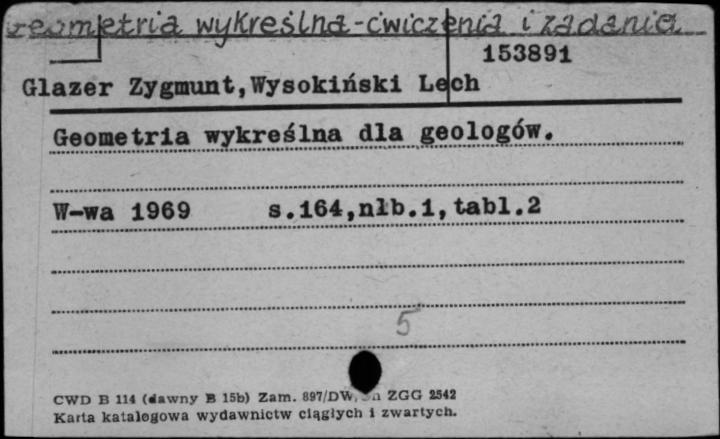 Geometria wykreślna-ćwiczenia i zadania
153891
Glazer Zygmunt,Wysokiński Lech
Geometria wykreślna dla geologów.
W-wa 1969 s.164,nlb.1,tabl.2
5
CWD B 114 (dawny B 15b) Zam. 897/DW, ZGG 2542
Karta katalogowa wydawnictw ciągłych i zwartych.